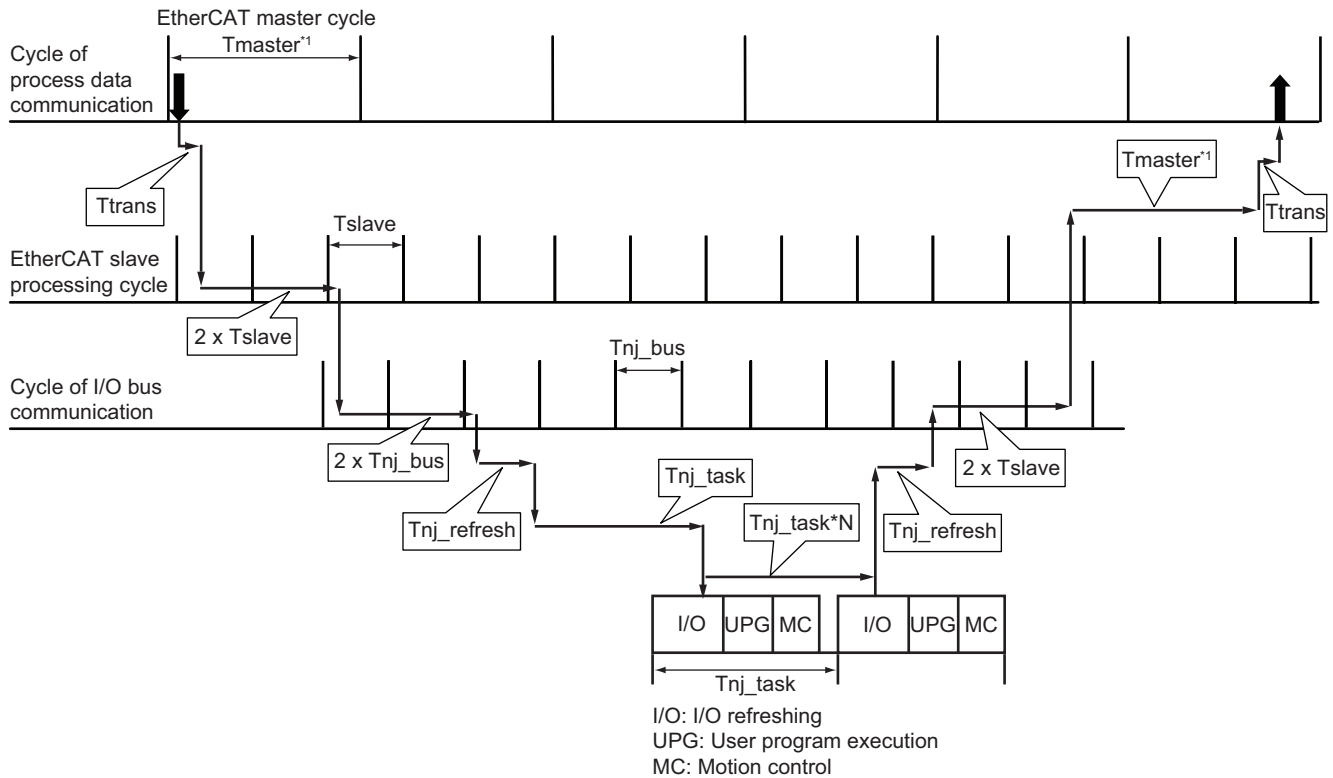 EtherCAT master cycle
Tmaster*1
Cycle of
process data
communication
Tmaster*1
Ttrans
Ttrans
Tslave
EtherCAT slave
processing cycle
2 x Tslave
Tnj_bus
Cycle of I/O bus
communication
2 x Tnj_bus
2 x Tslave
Tnj_task
Tnj_refresh
Tnj_task*N
Tnj_refresh
I/O
UPG
MC
I/O
UPG
MC
Tnj_task
I/O: I/O refreshing
UPG: User program execution
MC: Motion control